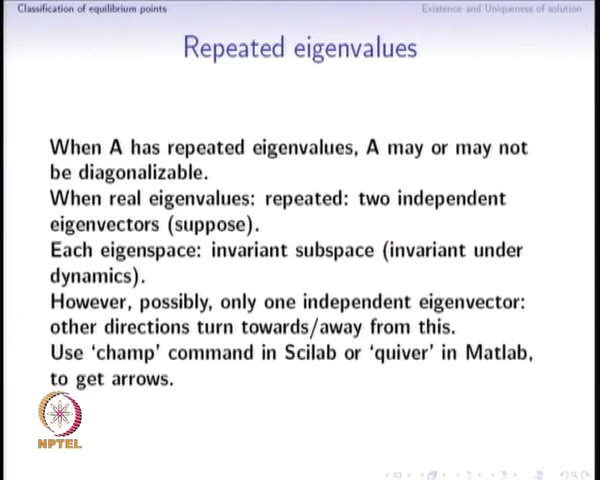 Classification of equilibrium points
Existence and Uniqueness of solution
Repeated eigenvalues
When A has repeated eigenvalues, A may or may not
be diagonalizable.
When real eigenvalues: repeated: two independent
eigenvectors (suppose).
Each eigenspace: invariant subspace (invariant under
dynamics).
However, possibly, only one independent eigenvector:
other directions turn towards/away from this.
Use ‘champ’ command in Scilab or ‘quiver’ in Matlab,
to get arrows.
NPTEL